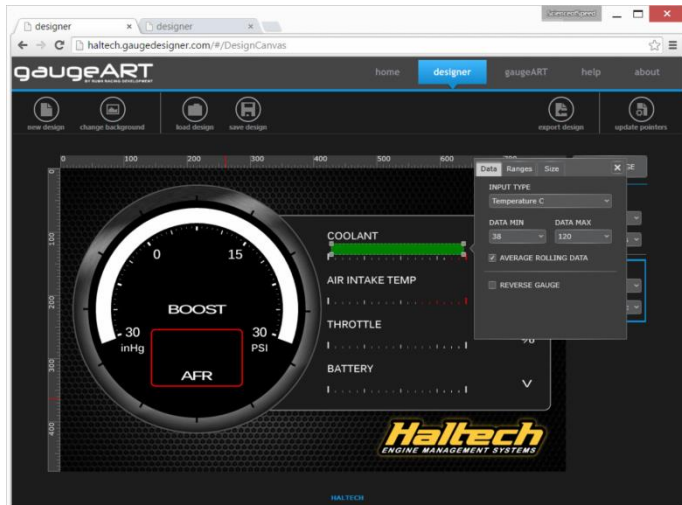 designer
designer
haltech.gaugedesigner.com/#/DesignCanvas
gaugeART
home
designer
gaugeART
help
about
new design
change background
load design
save design
export design
update pointers
0 100 200 300 400 500 600
0
100
200
300
400
Data Ranges Size
INPUT TYPE
Temperature C
DATA MIN DATA MAX
38 120
AVERAGE ROLLING DATA
REVERSE GAUGE
0 15
BOOST
30 30
inHg PSI
AFR
COOLANT
AIR INTAKE TEMP
THROTTLE
BATTERY
V
Haltech
ENGINE MANAGEMENT SYSTEMS
HALTECH